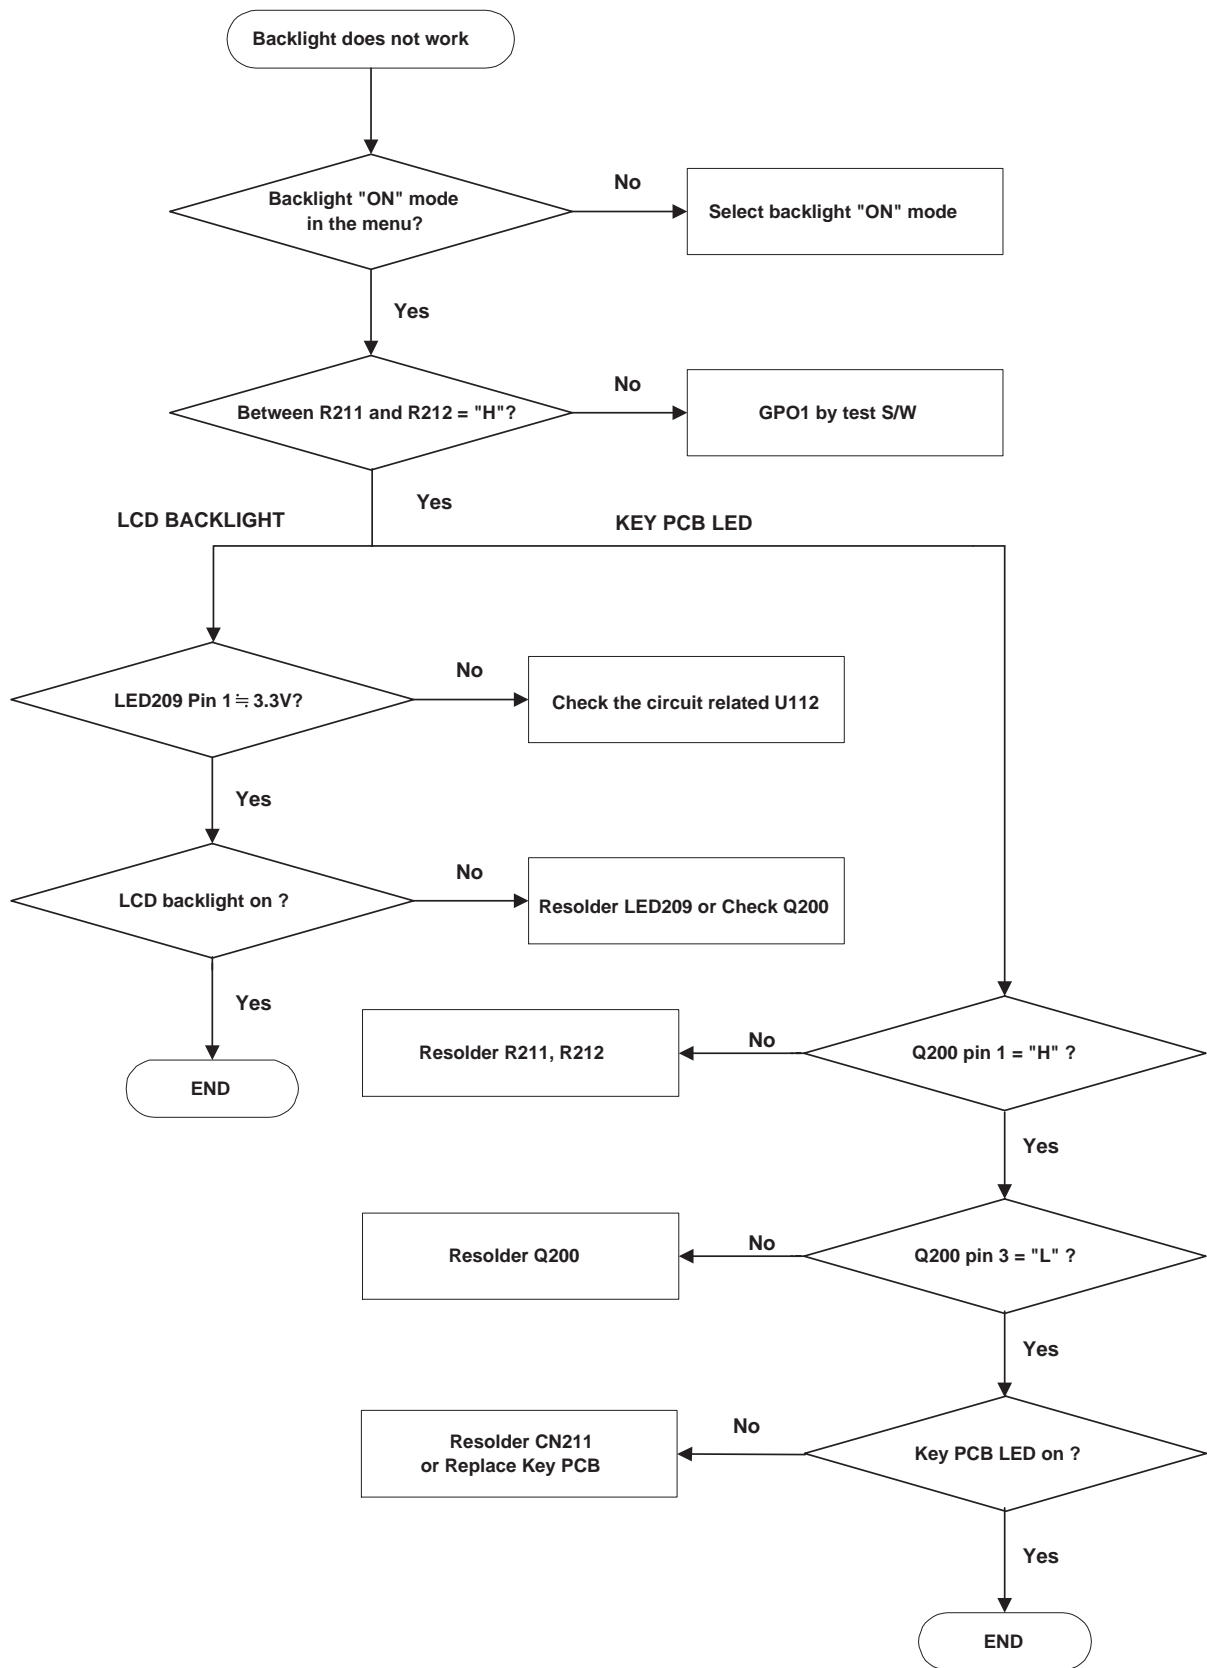 Backlight does not work
Backlight "ON" mode
in the menu?
No
Select backlight "ON" mode
Yes
Between R211 and R212 = "H"?
No
GPO1 by test S/W
Yes
LCD BACKLIGHT
KEY PCB LED
LED209 Pin 1≒ 3.3V?
No
Check the circuit related U112
Yes
LCD backlight on ?
No
Resolder LED209 or Check Q200
Yes
END
Q200 pin 1 = "H" ?
No
Resolder R211, R212
Yes
Q200 pin 3 = "L" ?
No
Resolder Q200
Yes
Key PCB LED on ?
No
Resolder CN211
or Replace Key PCB
Yes
END